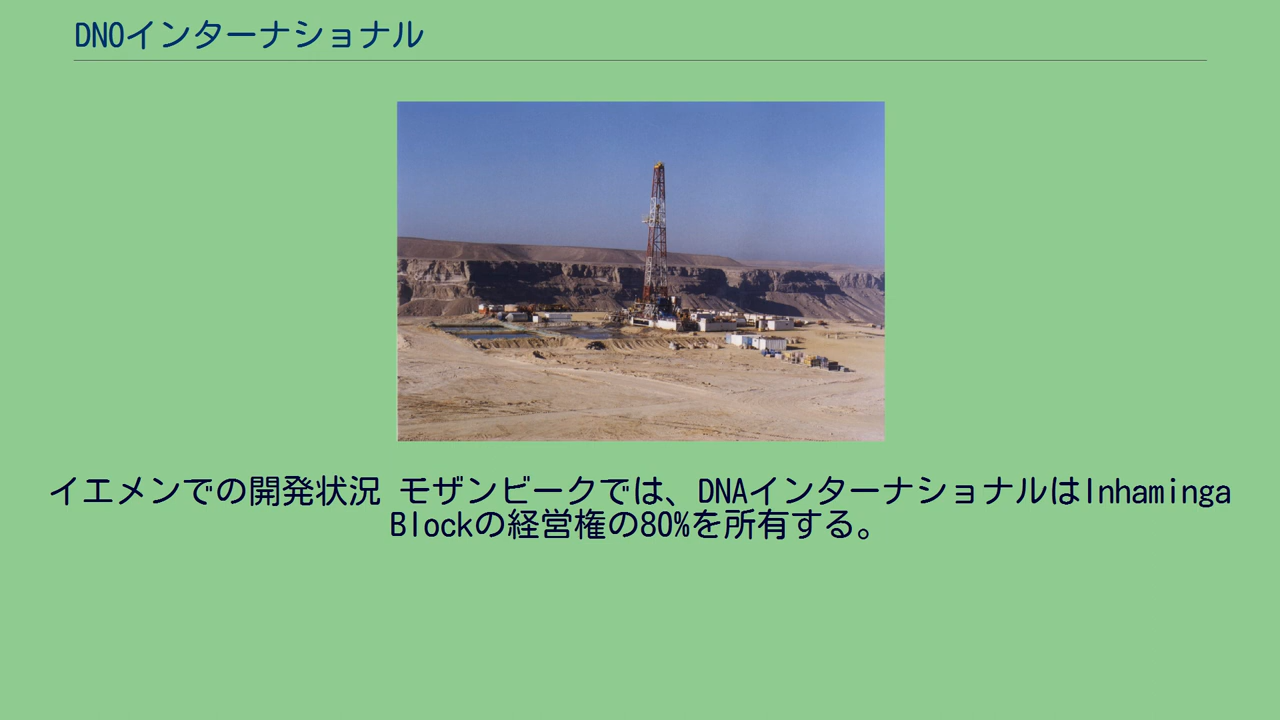 DNOインターナショナル
イエメンでの開発状況 モザンビークでは、DNAインターナショナルはInhaminga
Blockの経営権の80%を所有する。